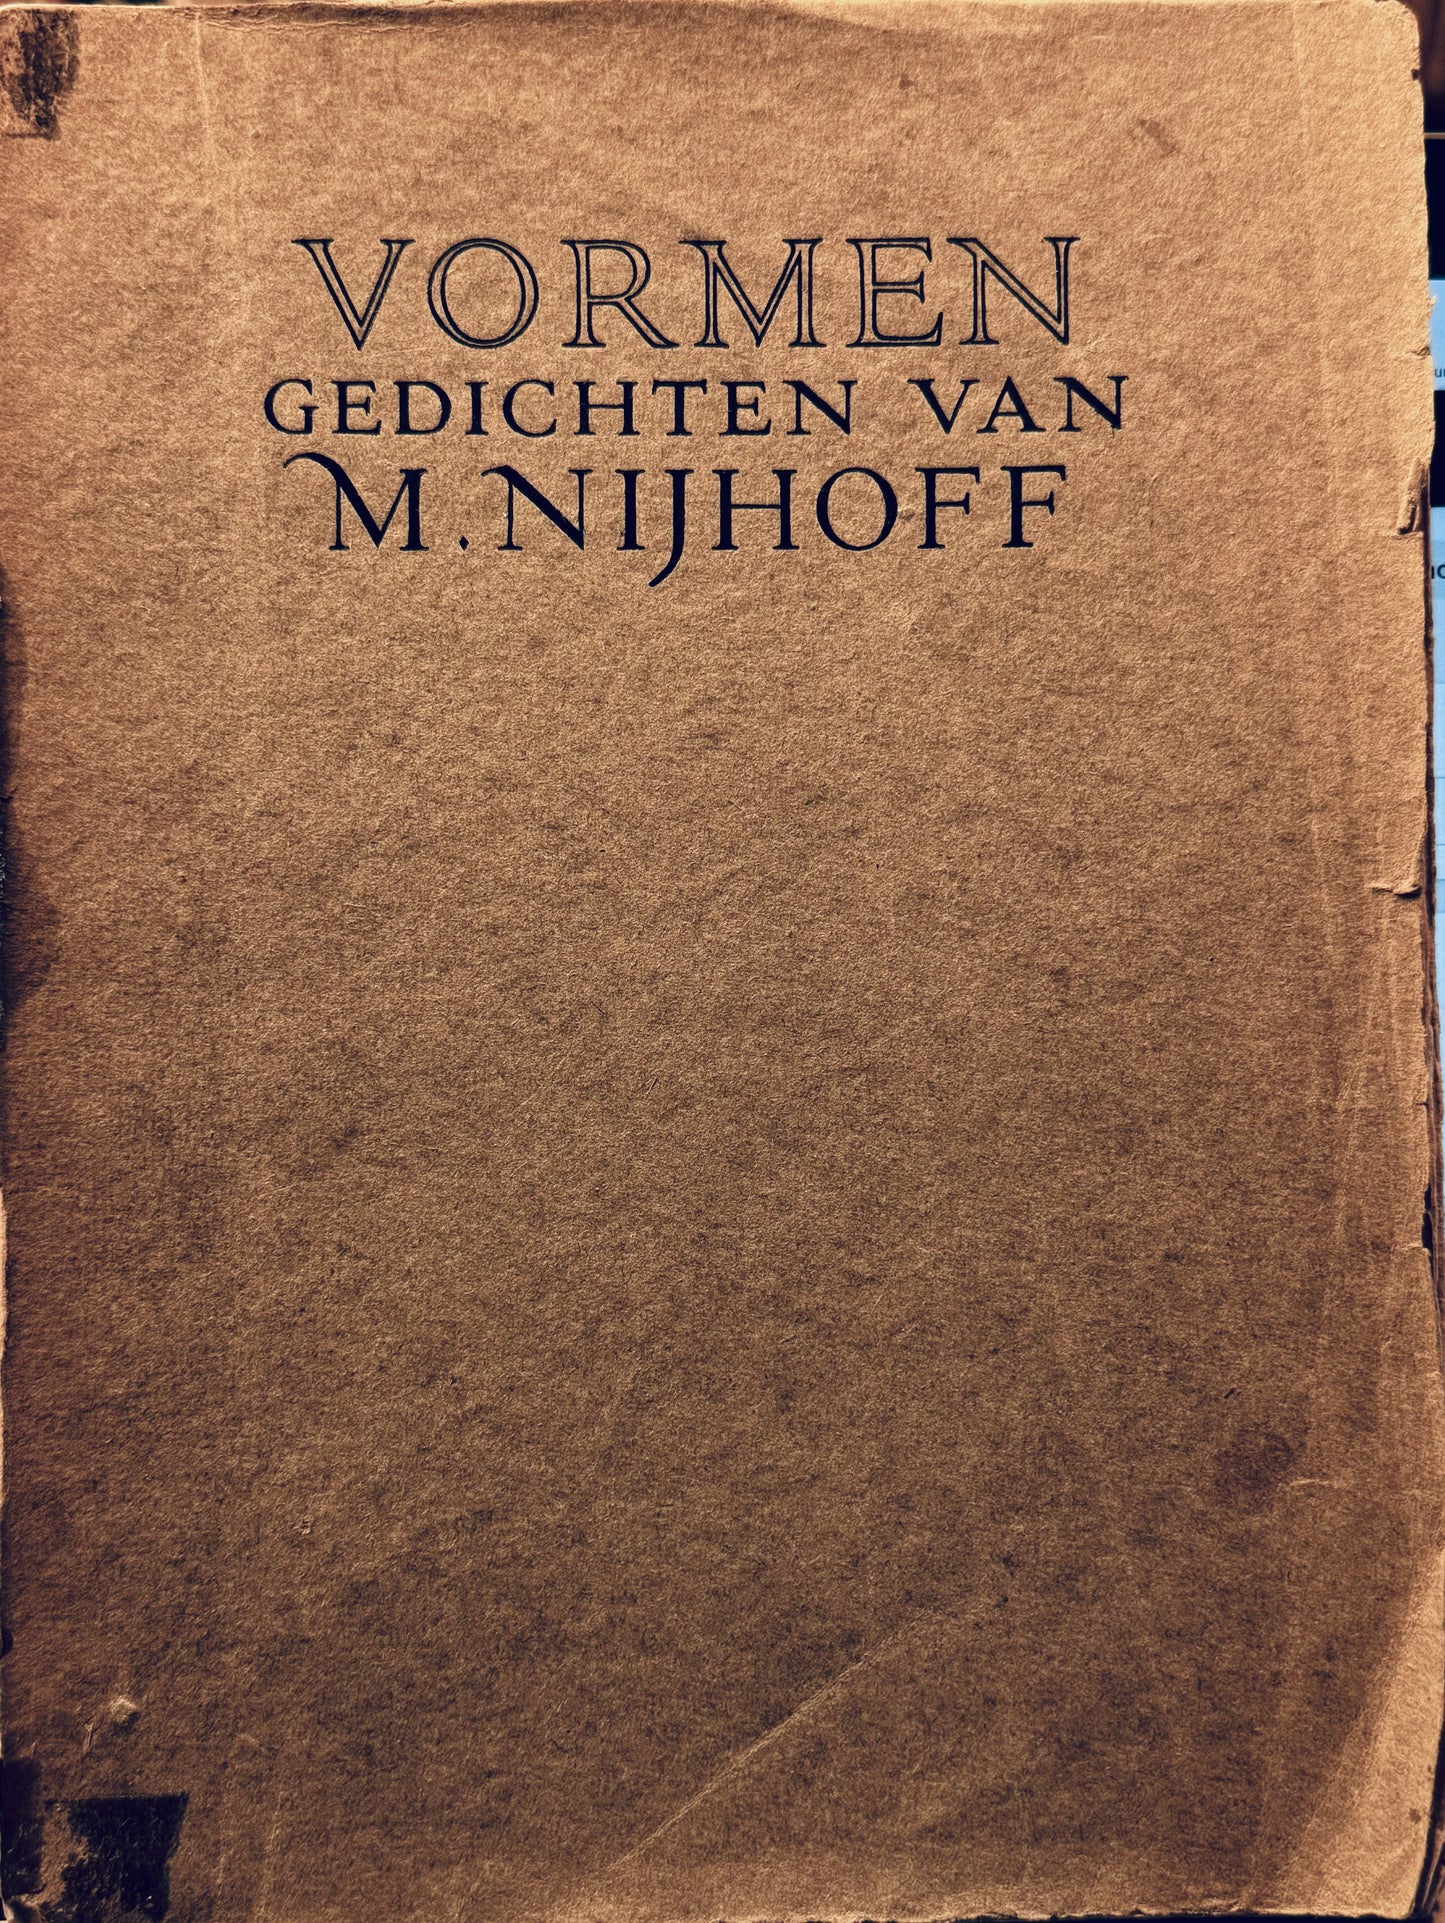 VORMEN
GEDICHTEN VAN
M. NIJHOFF